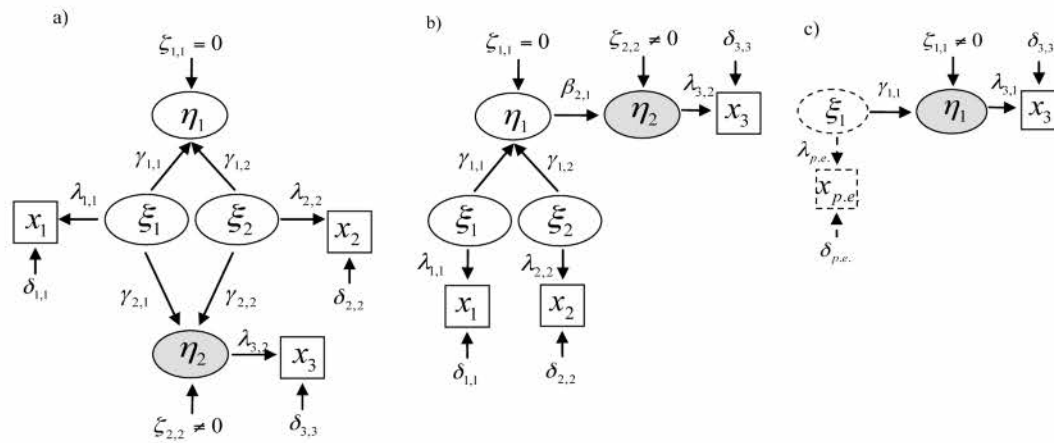 a)
ζ1,1 = 0
η1
γ1,1 γ1,2
λ1,1 λ2,2
x1 ξ1 ξ2 x2
δ1,1 δ2,2
γ2,1 γ2,2
η2 λ3,2 x3
ζ2,2 ≠ 0 δ3,3
b)
ζ1,1 = 0 ζ2,2 ≠ 0 δ3,3
η1 β2,1 η2 λ3,2 x3
γ1,1 γ1,2
ξ1 ξ2
λ1,1 λ2,2
x1 x2
δ1,1 δ2,2
c)
ζ1,1 ≠ 0 δ3,3
ξ1 γ1,1 η1 λ3,1 x3
λp.e.
xp.e
δp.e.